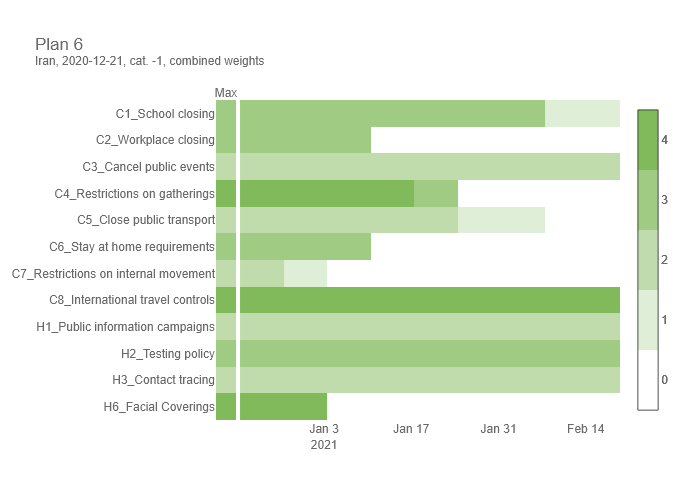 Plan 6
Iran, 2020-12-21, cat. -1, combined weights
Max
C1_School closing
C2_Workplace closing
C3_Cancel public events
C4_Restrictions on gatherings
C5_Close public transport
C6_Stay at home requirements
C7_Restrictions on internal movement
C8_International travel controls
H1_Public information campaigns
H2_Testing policy
H3_Contact tracing
H6_Facial Coverings
Jan 3 Jan 17 Jan 31 Feb 14
2021
4
3
2
1
0